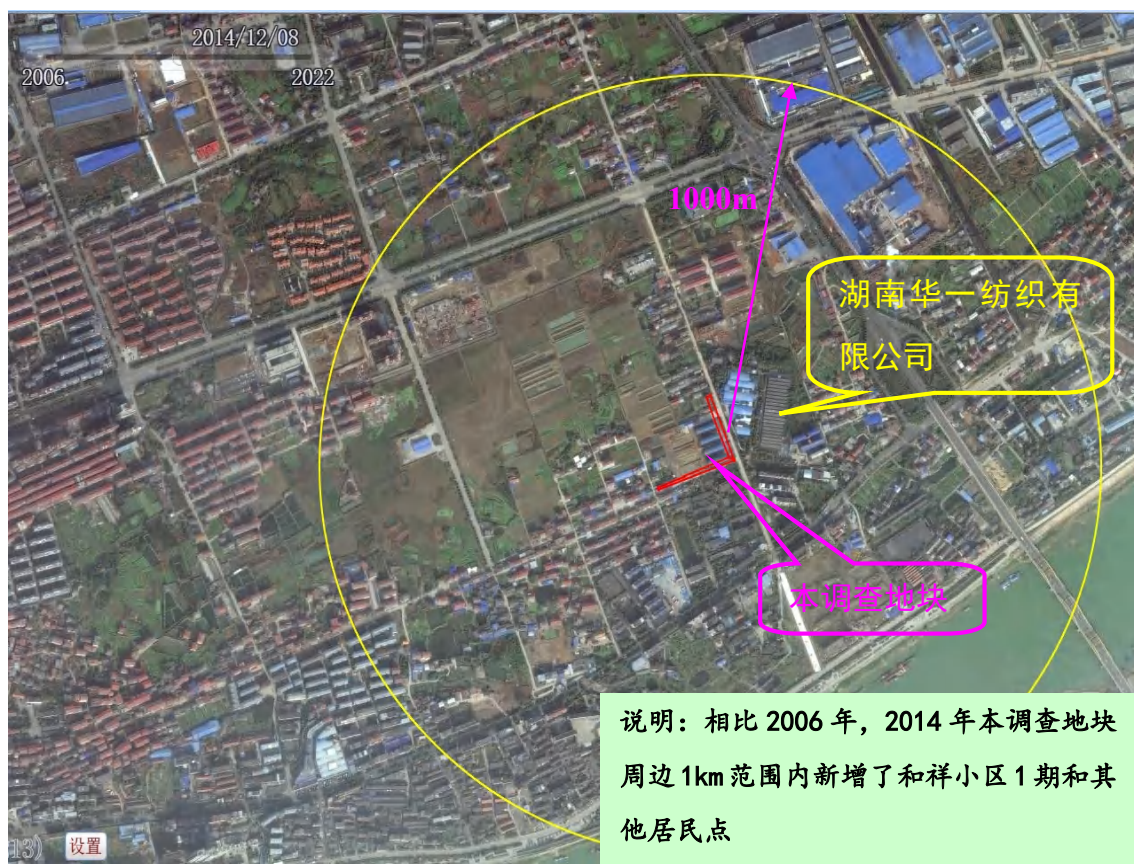 2014/12/08
2006
2022
1000m
湖南华一纺织有
限公司
本调查地块
说明：相比 2006 年，2014 年本调查地块
周边 1km 范围内新增了和祥小区 1 期和其
他居民点
13)
设置